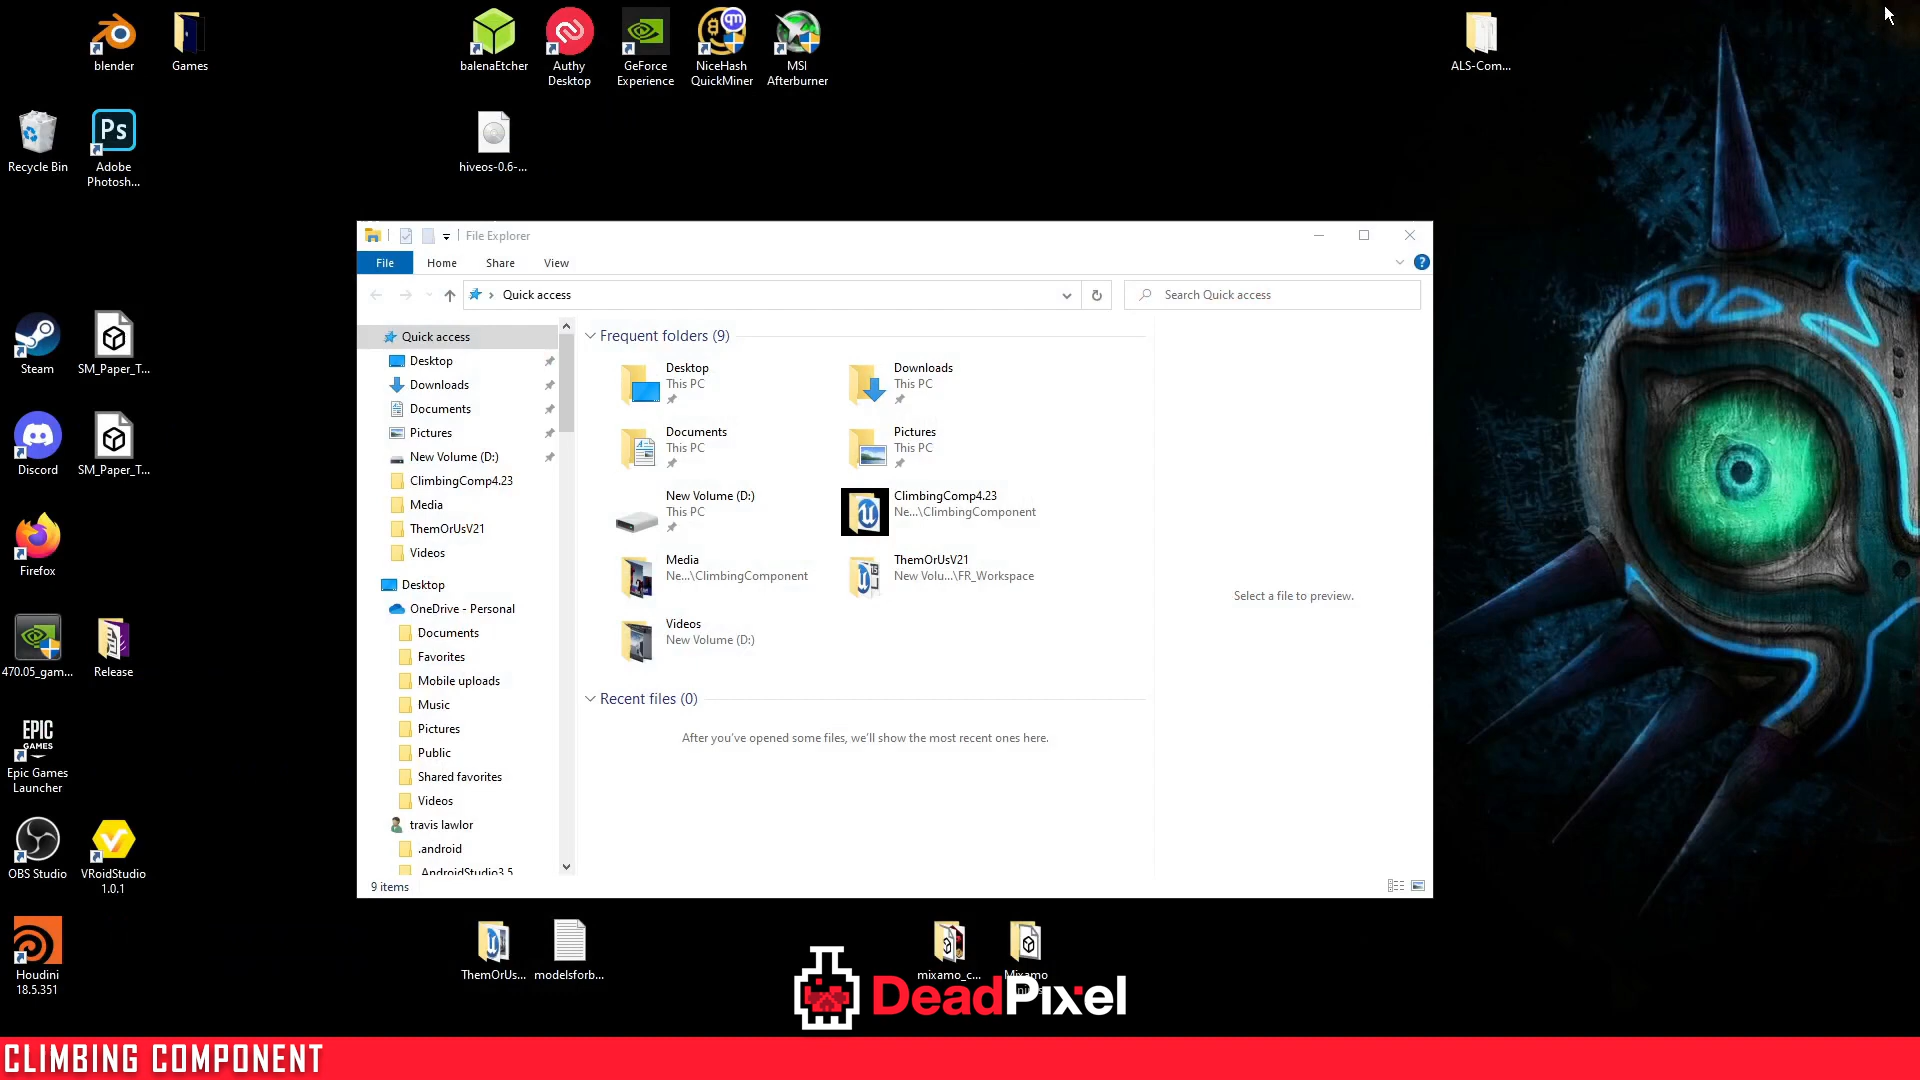 blender
Games
balenaEtcher
Authy
Desktop
GeForce
Experience
NiceHash
QuickMiner
MSI
Afterburner
ALS-Com...
Recycle Bin
Ps
Adobe
Photosh...
hiveos-0.6-...
File Explorer
File
Home
Share
View
Quick access
Search Quick access
Steam
SM_Paper_T...
Discord
SM_Paper_T...
Firefox
470.05_gam...
Release
EPIC
GAMES
Epic Games
Launcher
OBS Studio
VRoidStudio
1.0.1
Houdini
18.5.351
Quick access
Desktop
Downloads
Documents
Pictures
New Volume (D:)
ClimbingComp4.23
Media
ThemOrUsV21
Videos
Desktop
OneDrive - Personal
Documents
Favorites
Mobile uploads
Music
Pictures
Public
Shared favorites
Videos
travis lawlor
.android
.AndroidStudio3.5
Frequent folders (9)
Desktop
This PC
Downloads
This PC
Documents
This PC
Pictures
This PC
New Volume (D:)
This PC
ClimbingComp4.23
Ne...\ClimbingComponent
Media
Ne...\ClimbingComponent
ThemOrUsV21
New Volu...\FR_Workspace
Videos
New Volume (D:)
Recent files (0)
After you've opened some files, we'll show the most recent ones here.
Select a file to preview.
9 items
ThemOrUs...
modelsforb...
mixamo_c...
Mixamo
DeadPixel
CLIMBING COMPONENT